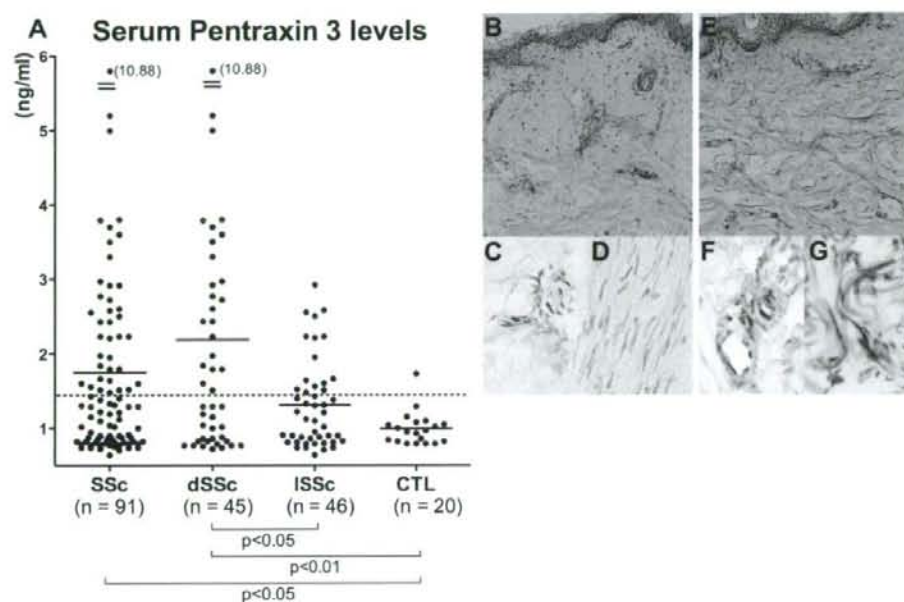 A Serum Pentraxin 3 levels
(ng/ml)
6
5
4
3
2
1
(10.88)
(10.88)
SSc
(n = 91)
dSSc
(n = 45)
lSSc
(n = 46)
CTL
(n = 20)
p<0.05
p<0.01
p<0.05
B
E
C
D
F
G